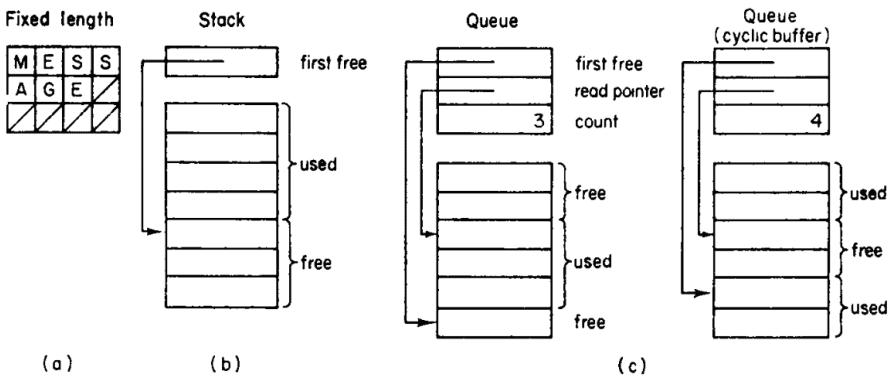 Fixed length
M E S S
A G E
(a)
Stack
first free
used
free
(b)
Queue
first free
read pointer
3
count
free
used
free
Queue
(cyclic buffer)
4
used
free
used
(c)